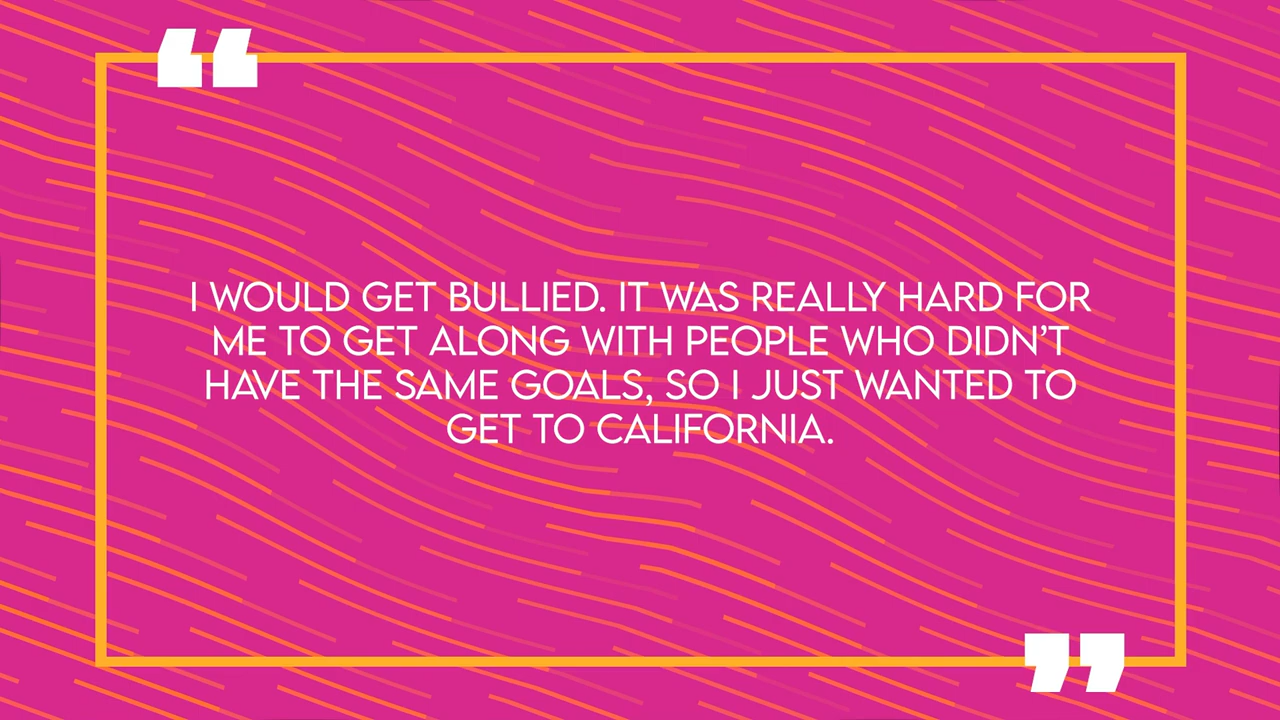 I WOULD GET BULLIED. IT WAS REALLY HARD FOR
ME TO GET ALONG WITH PEOPLE WHO DIDN'T
HAVE THE SAME GOALS, SO I JUST WANTED TO
GET TO CALIFORNIA.